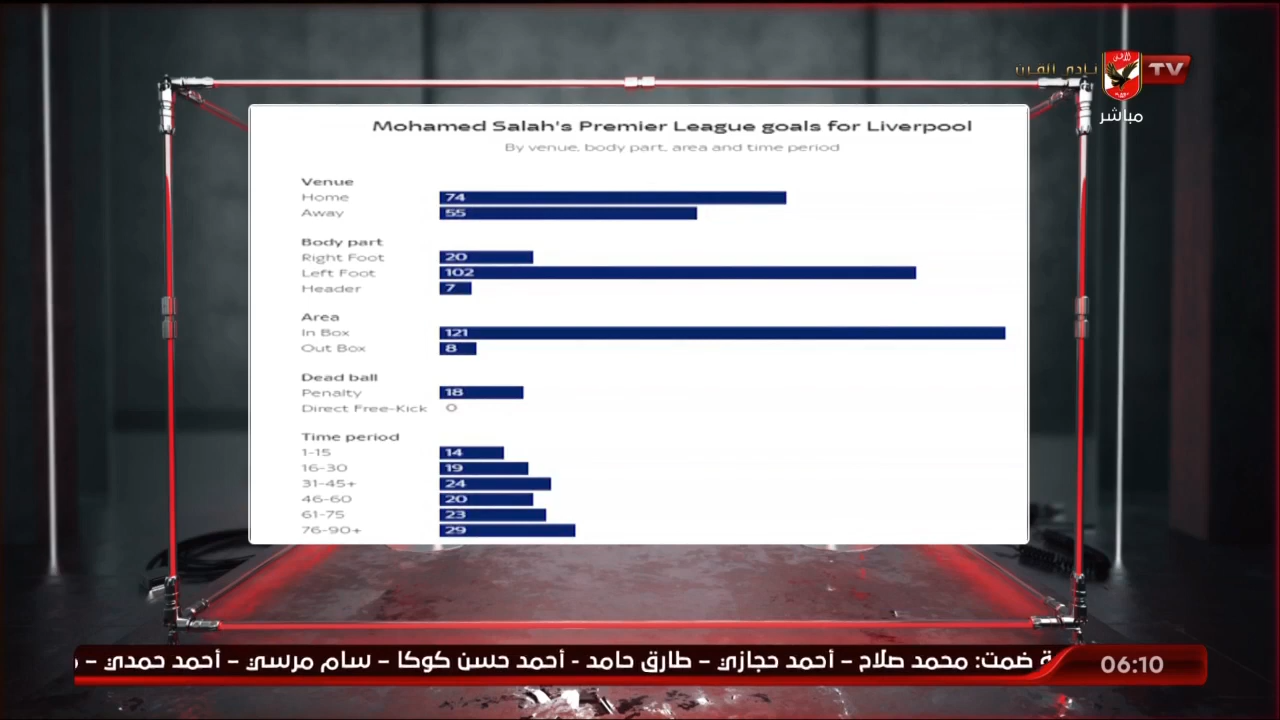 نادي القرن
TV
مباشر
Mohamed Salah's Premier League goals for Liverpool
By venue, body part, area and time period
Venue
Home 74
Away 55
Body part
Right Foot 20
Left Foot 102
Header 7
Area
In Box 121
Out Box 8
Dead ball
Penalty 18
Direct Free-Kick 0
Time period
1-15 14
16-30 19
31-45+ 24
46-60 20
61-75 23
76-90+ 29
ضمت: محمد صلاح – أحمد حجازي – طارق حامد - أحمد حسن كوكا – سام مرسي – أحمد حمدي –
06:10